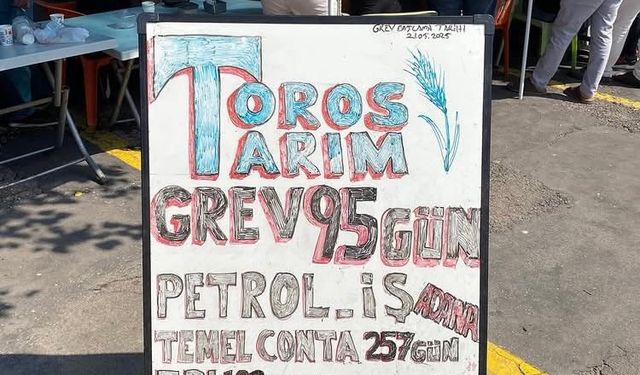 GREV BAŞLAMA TARİHİ
21.05.2025
TOROS
TARIM
GREV 95 GÜN
PETROL-İŞ ADANA
TEMEL CONTA 257 GÜN